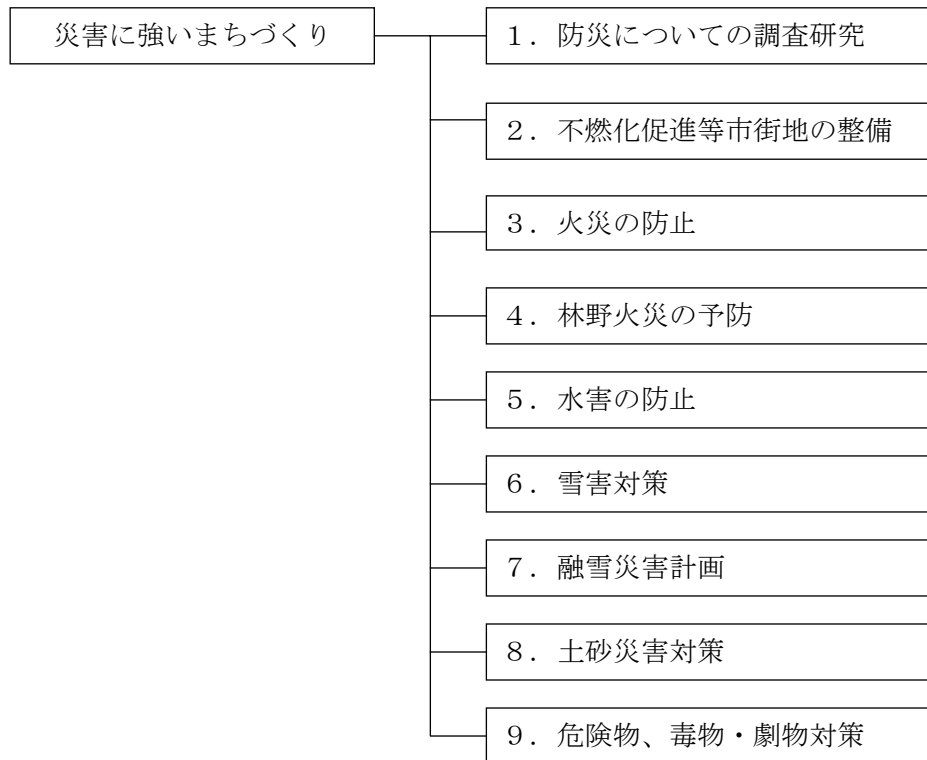 災害に強いまちづくり
１．防災についての調査研究
２．不燃化促進等市街地の整備
３．火災の防止
４．林野火災の予防
５．水害の防止
６．雪害対策
７．融雪災害計画
８．土砂災害対策
９．危険物、毒物・劇物対策